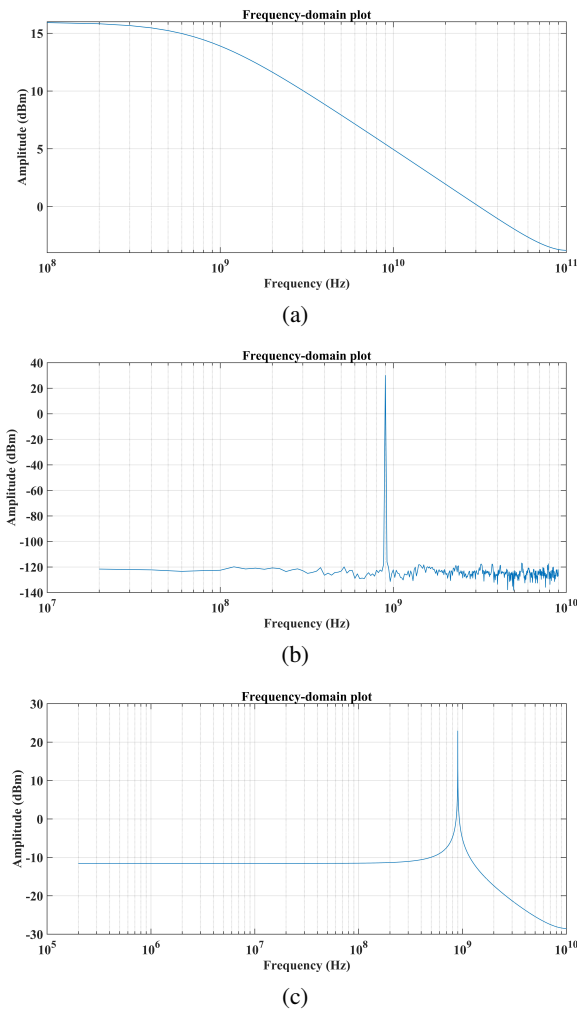 Frequency-domain plot
15
10
5
0
Amplitude (dBm)
10^8
10^9
10^10
10^11
Frequency (Hz)
(a)
Frequency-domain plot
40
20
0
-20
-40
-60
-80
-100
-120
-140
Amplitude (dBm)
10^7
10^8
10^9
10^10
Frequency (Hz)
(b)
Frequency-domain plot
30
20
10
0
-10
-20
-30
Amplitude (dBm)
10^5
10^6
10^7
10^8
10^9
10^10
Frequency (Hz)
(c)